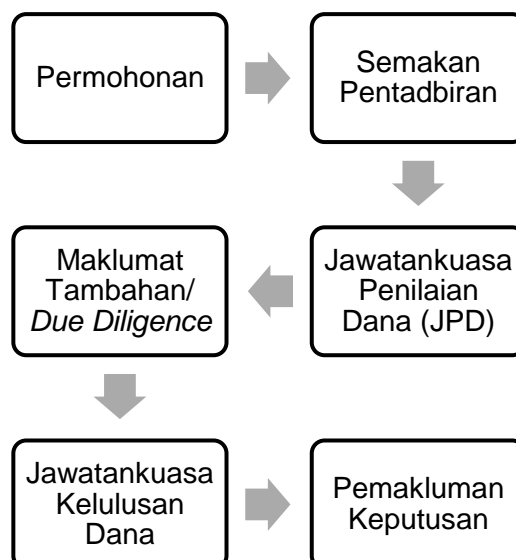 Permohonan
Semakan
Pentadbiran
Jawatankuasa
Penilaian
Dana (JPD)
Maklumat
Tambahan/
Due Diligence
Jawatankuasa
Kelulusan
Dana
Pemakluman
Keputusan